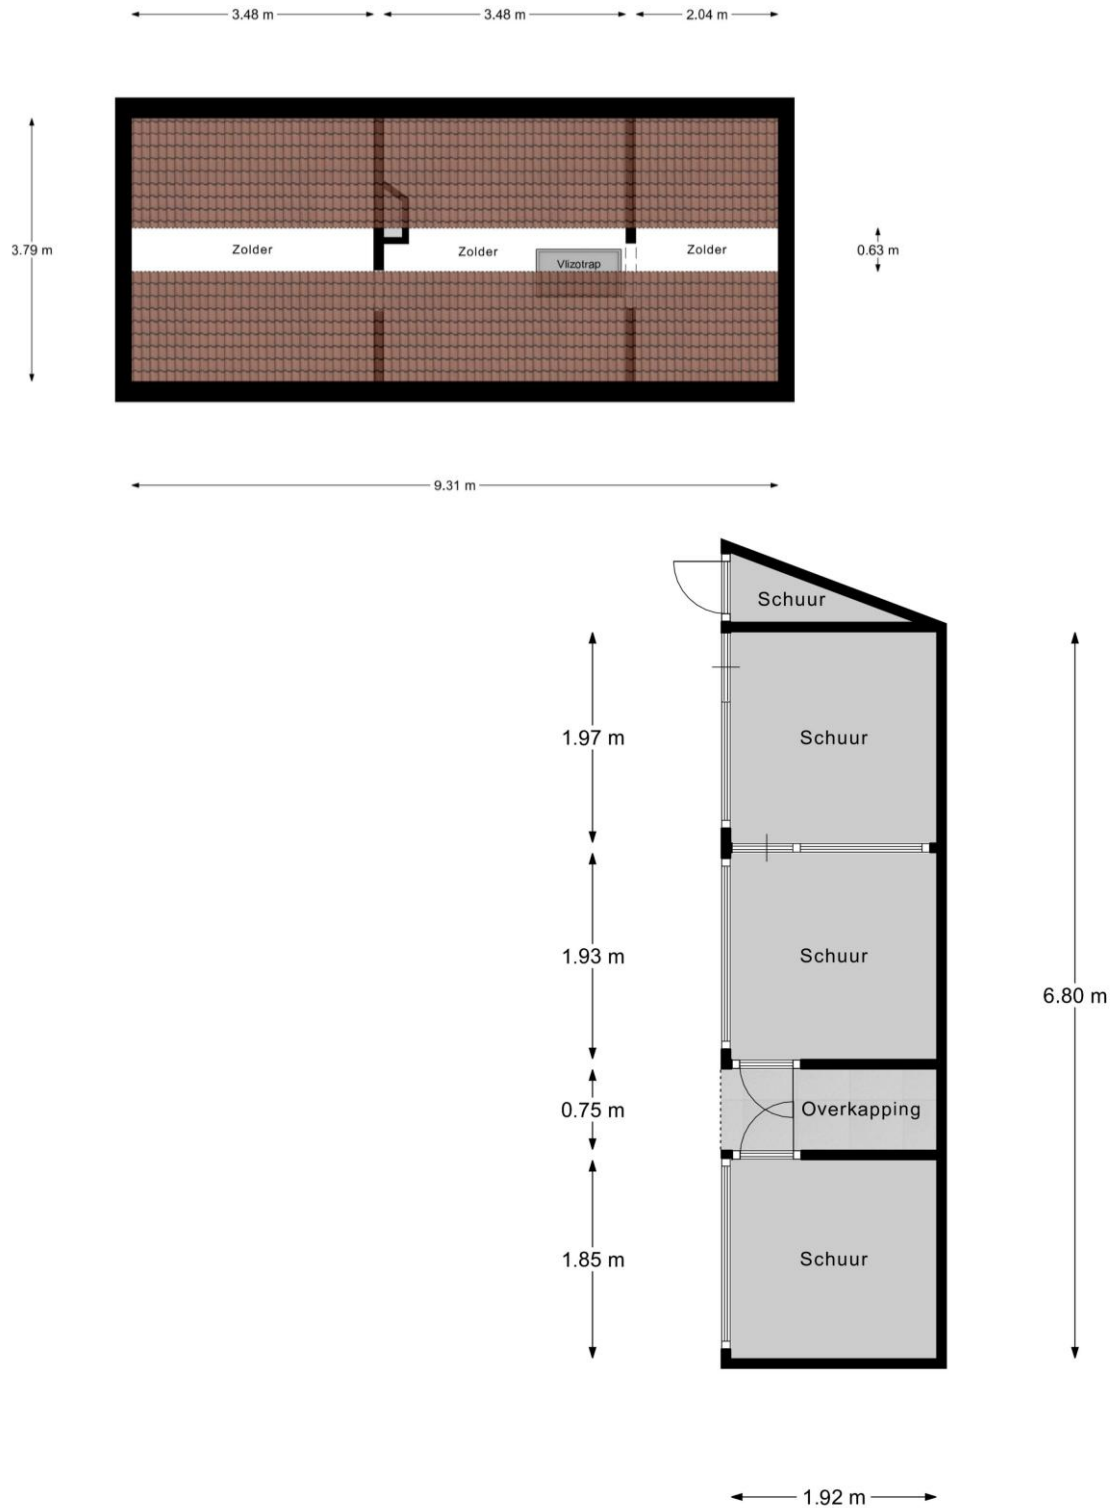 3.48 m
3.48 m
2.04 m
3.79 m
Zolder
Zolder
Zolder
0.63 m
Vlizotrap
9.31 m
Schuur
1.97 m
Schuur
1.93 m
Schuur
6.80 m
0.75 m
Overkapping
1.85 m
Schuur
1.92 m